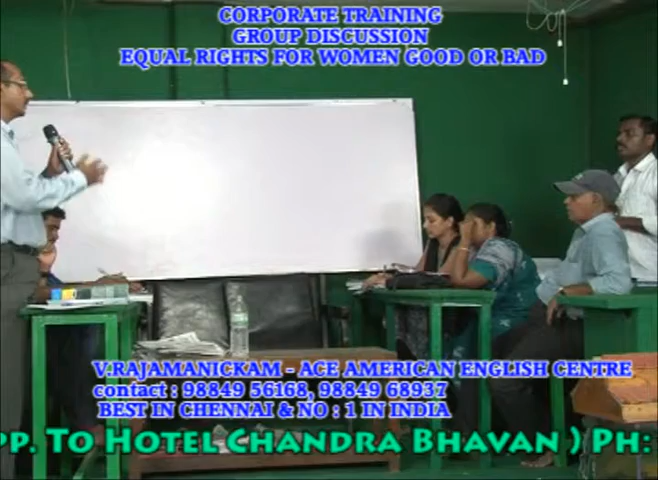 CORPORATE TRAINING
GROUP DISCUSSION
EQUAL RIGHTS FOR WOMEN GOOD OR BAD
V.RAJAMANICKAM - ACE AMERICAN ENGLISH CENTRE
contact : 98849 56168, 98849 68937
BEST IN CHENNAI & NO : 1 IN INDIA
PP. TO HOTEL CHANDRA BHAVAN ) PH: